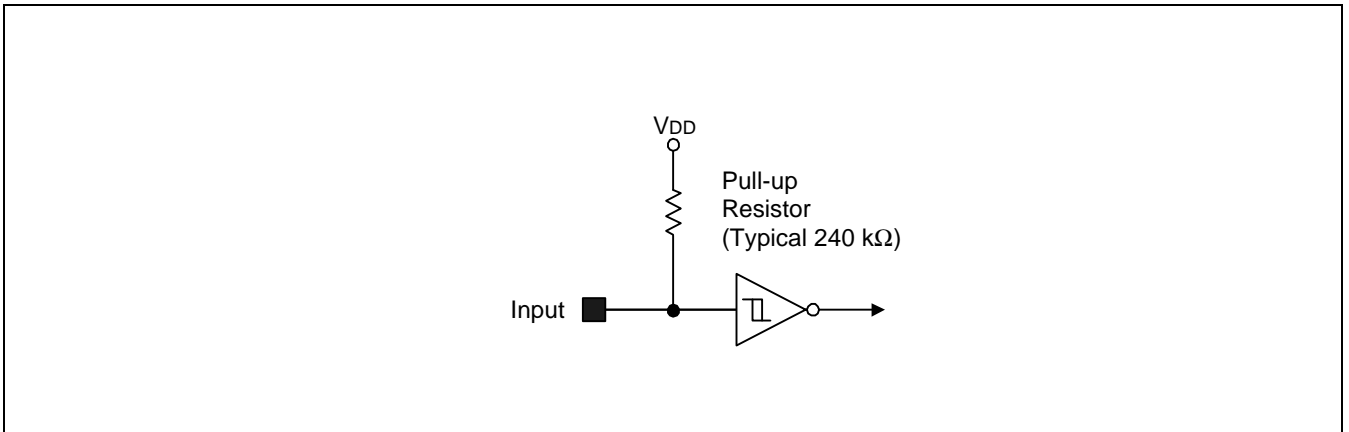 VDD
Pull-up
Resistor
(Typical 240 kΩ)
Input